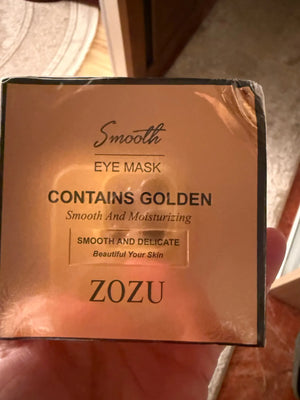 Smooth
EYE MASK
CONTAINS GOLDEN
Smooth And Moisturizing
SMOOTH AND DELICATE
Beautiful Your Skin
ZOZU